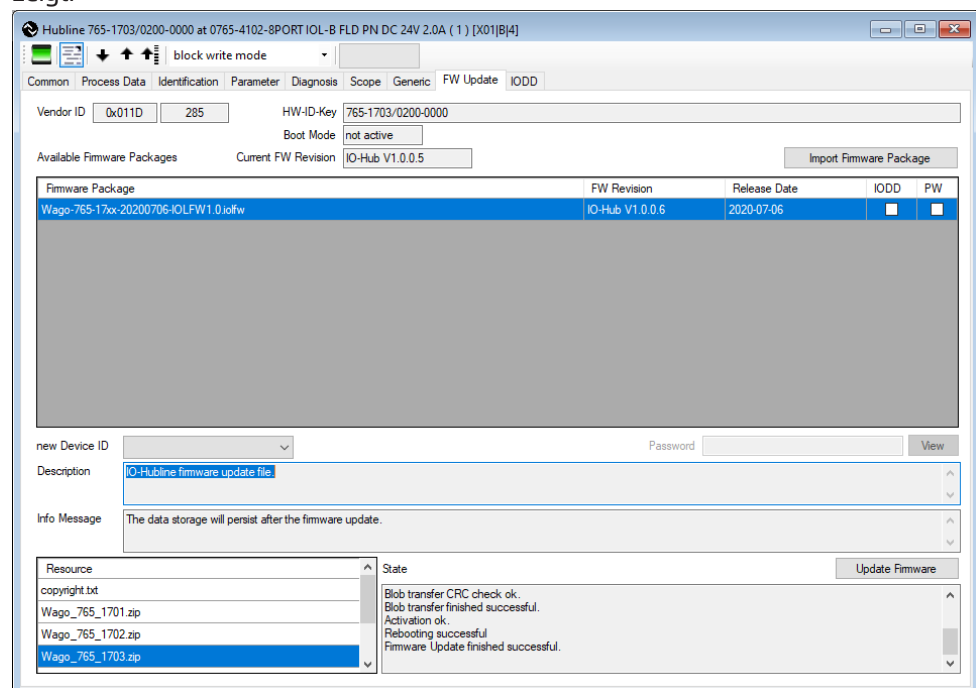 zeigt:
Hubline 765-1703/0200-0000 at 0765-4102-8PORT IOL-B FLD PN DC 24V 2.0A ( 1 ) [X01|B|4]
block write mode
Common Process Data Identification Parameter Diagnosis Scope Generic FW Update IODD
Vendor ID 0x011D 285 HW-ID-Key 765-1703/0200-0000
Boot Mode not active
Available Firmware Packages Current FW Revision IO-Hub V1.0.0.5 Import Firmware Package
Firmware Package FW Revision Release Date IODD PW
Wago-765-17xx-20200706-IOLFW1.0.iolfw IO-Hub V1.0.0.6 2020-07-06
new Device ID Password View
Description IO-Hubline firmware update file.
Info Message The data storage will persist after the firmware update.
Resource State Update Firmware
copyright.txt Blob transfer CRC check ok.
Wago_765_1701.zip Blob transfer finished successful.
Activation ok.
Wago_765_1702.zip Rebooting successful
Wago_765_1703.zip Firmware Update finished successful.